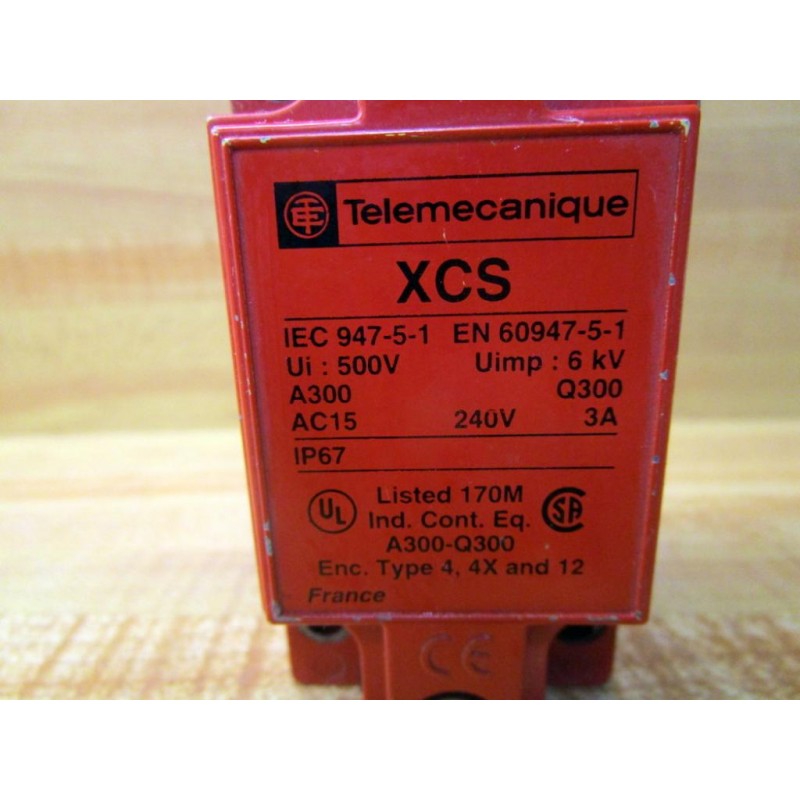 Telemecanique
XCS
IEC 947-5-1 EN 60947-5-1
Ui : 500V Uimp : 6 kV
A300 Q300
AC15 240V 3A
IP67
UL Listed 170M SA
Ind. Cont. Eq.
A300-Q300
Enc. Type 4, 4X and 12
France
CE